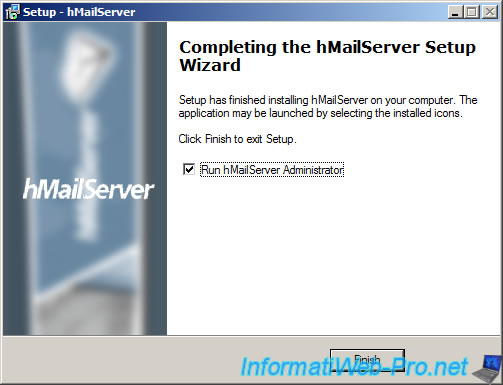 Setup - hMailServer
Completing the hMailServer Setup
Wizard
Setup has finished installing hMailServer on your computer. The
application may be launched by selecting the installed icons.
Click Finish to exit Setup.
Run hMailServer Administrator
hMailServer
Finish
InformatiWeb-Pro.net